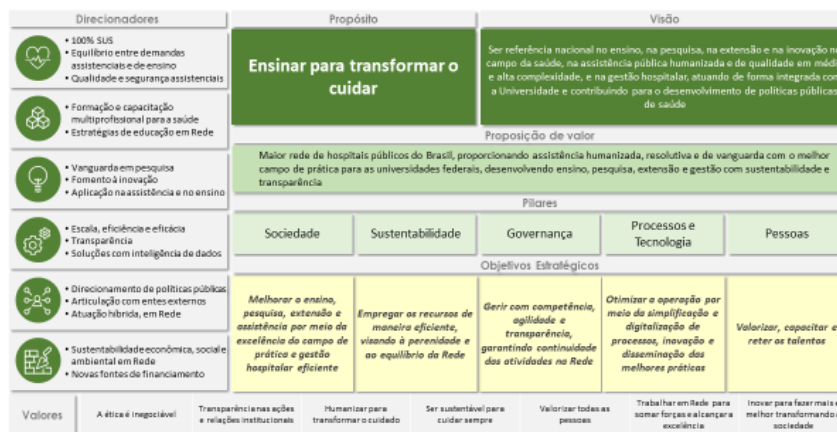 Direcionadores
• 100% SUS
• Equilíbrio entre demandas
assistenciais e de ensino
• Qualidade e segurança assistenciais
• Formação e capacitação
multiprofissional para a saúde
• Estratégias de educação em Rede
• Vanguarda em pesquisa
• Fomento à inovação
• Aplicação na assistência e no ensino
• Escala, eficiência e eficácia
• Transparência
• Soluções com inteligência de dados
• Direcionamento de políticas públicas
• Articulação com entes externos
• Atuação híbrida, em Rede
• Sustentabilidade econômica, social e
ambiental em Rede
• Novas fontes de financiamento
Propósito
Ensinar para transformar o
cuidar
Visão
Ser referência nacional no ensino, na pesquisa, na extensão e na inovação no
campo da saúde, na assistência pública humanizada e de qualidade em médi
e alta complexidade, e na gestão hospitalar, atuando de forma integrada com
a Universidade e contribuindo para o desenvolvimento de políticas públicas
de saúde
Proposição de valor
Maior rede de hospitais públicos do Brasil, proporcionando assistência humanizada, resolutiva e de vanguarda com o melhor
campo de prática para as universidades federais, desenvolvendo ensino, pesquisa, extensão e gestão com sustentabilidade e
transparência
Pilares
Sociedade
Sustentabilidade
Governança
Processos e
Tecnologia
Pessoas
Objetivos Estratégicos
Melhorar o ensino,
pesquisa, extensão e
assistência por meio da
excelência do campo de
prática e gestão
hospitalar eficiente
Empregar os recursos de
maneira eficiente,
visando à perenidade e
ao equilíbrio da Rede
Gerir com competência,
agilidade e
transparência,
garantindo continuidade
das atividades na Rede
Otimizar a operação por
meio da simplificação e
digitalização de
processos, inovação e
disseminação das
melhores práticas
Valorizar, capacitar e
reter os talentos
Valores
A ética é inegociável
Transparência nas ações
e relações institucionais
Humanizar para
transformar o cuidado
Ser sustentável para
cuidar sempre
Valorizar todas as
pessoas
Trabalhar em Rede para
somar forças e alcançar a
excelência
Inovar para fazer mais e
melhor transformando a
sociedade